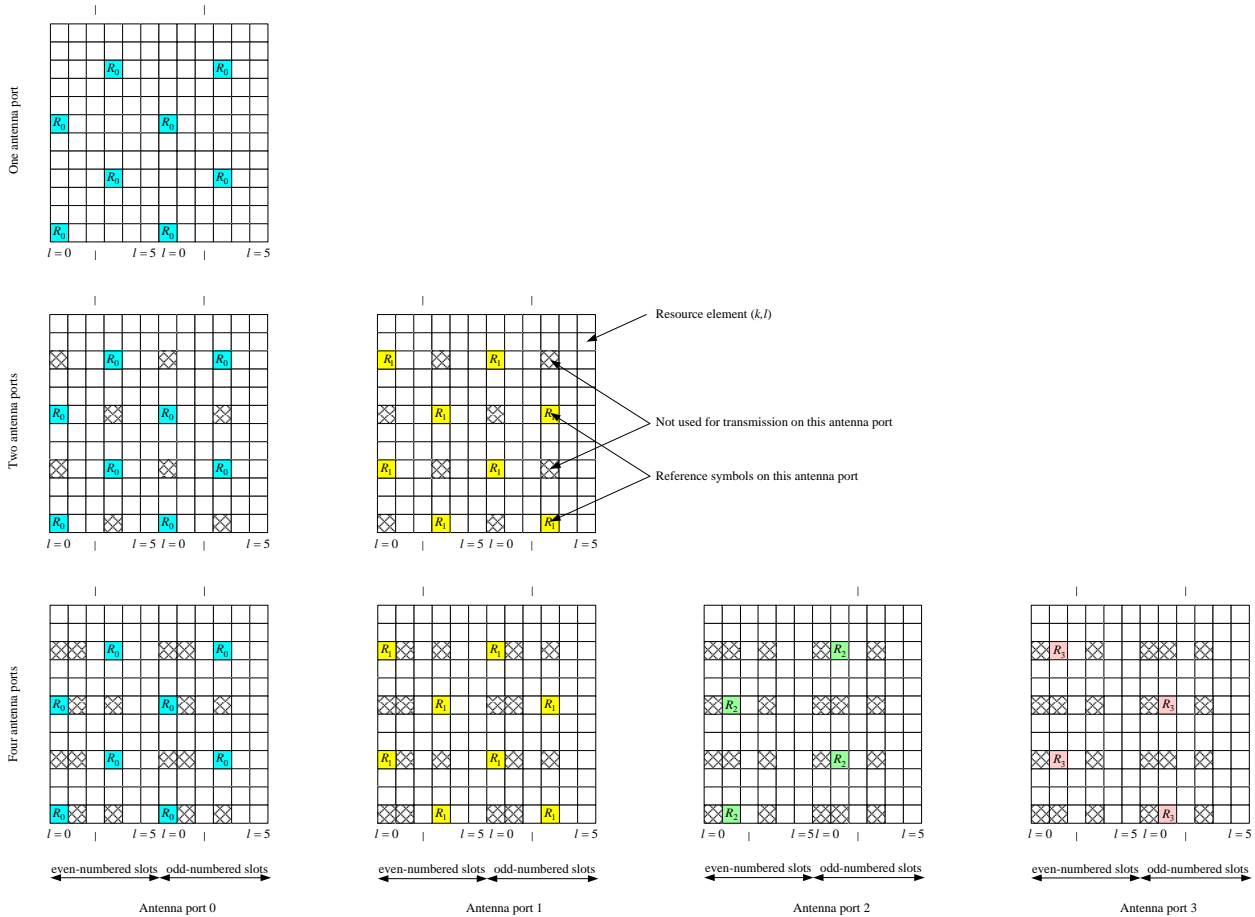 One antenna port
R0 R0
R0 R0
R0 R0
R0 R0
l = 0 l = 5 l = 0 l = 5
Two antenna ports
R0 R0
R0 R0
R0 R0
R0 R0
l = 0 l = 5 l = 0 l = 5
R1 R1
R1 R1
R1 R1
R1 R1
l = 0 l = 5 l = 0 l = 5
Resource element (k,l)
Not used for transmission on this antenna port
Reference symbols on this antenna port
Four antenna ports
R0 R0
R0 R0
R0 R0
R0 R0
l = 0 l = 5 l = 0 l = 5
even-numbered slots odd-numbered slots
Antenna port 0
R1 R1
R1 R1
R1 R1
R1 R1
l = 0 l = 5 l = 0 l = 5
even-numbered slots odd-numbered slots
Antenna port 1
R2
R2
R2
R2
l = 0 l = 5 l = 0 l = 5
even-numbered slots odd-numbered slots
Antenna port 2
R3
R3
R3
R3
l = 0 l = 5 l = 0 l = 5
even-numbered slots odd-numbered slots
Antenna port 3